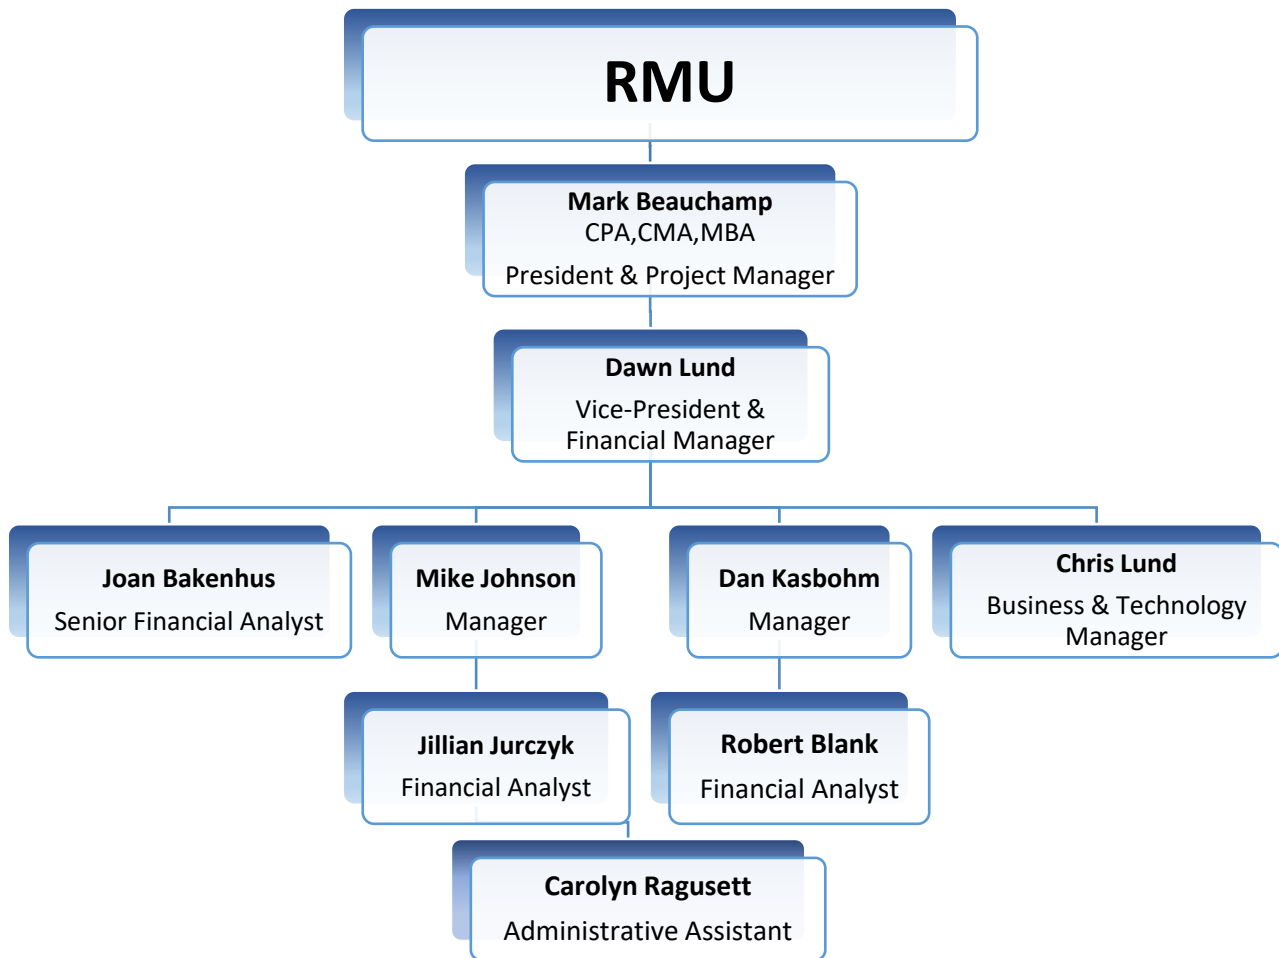 RMU
Mark Beauchamp
CPA,CMA,MBA
President & Project Manager
Dawn Lund
Vice-President &
Financial Manager
Joan Bakenhus
Senior Financial Analyst
Mike Johnson
Manager
Dan Kasbohm
Manager
Chris Lund
Business & Technology
Manager
Jillian Jurczyk
Financial Analyst
Robert Blank
Financial Analyst
Carolyn Ragusett
Administrative Assistant